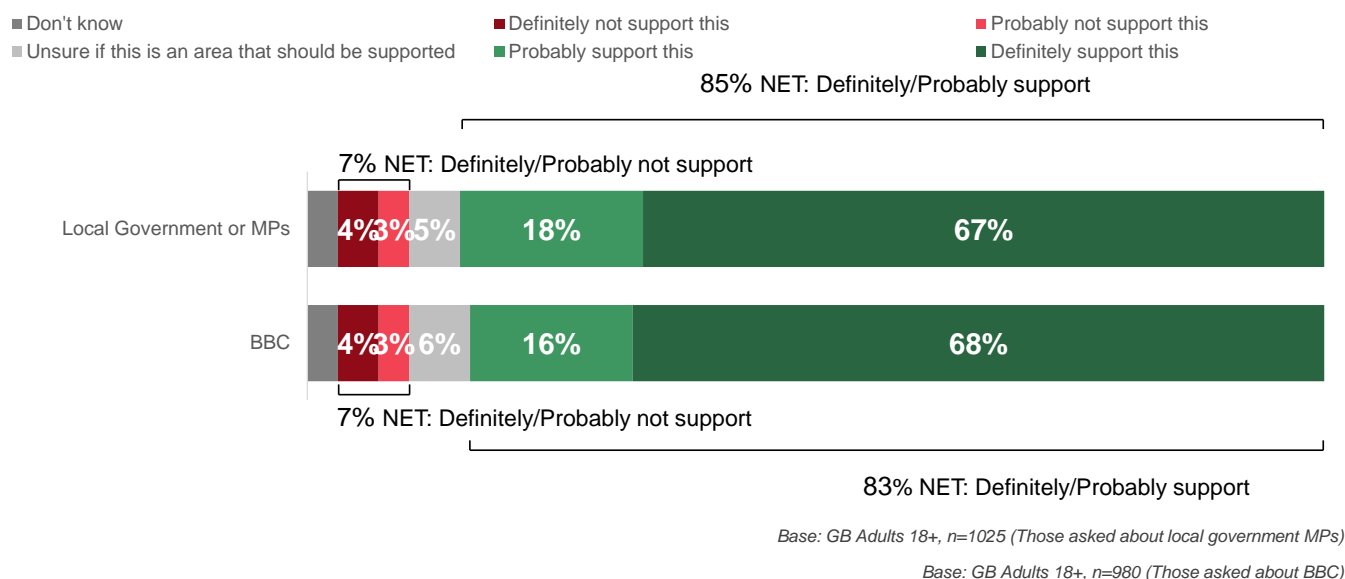 Don't know
Definitely not support this
Probably not support this
Unsure if this is an area that should be supported
Probably support this
Definitely support this
85% NET: Definitely/Probably support
7% NET: Definitely/Probably not support
Local Government or MPs
4% 3% 5% 18% 67%
BBC
4% 3% 6% 16% 68%
7% NET: Definitely/Probably not support
83% NET: Definitely/Probably support
Base: GB Adults 18+, n=1025 (Those asked about local government MPs)
Base: GB Adults 18+, n=980 (Those asked about BBC)